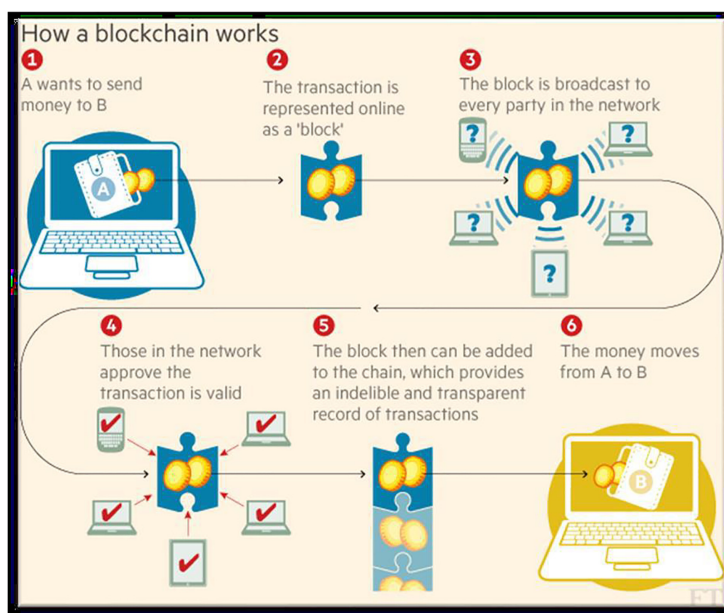 How a blockchain works
1
A wants to send
money to B
2
The transaction is
represented online
as a 'block'
3
The block is broadcast to
every party in the network
A
?
?
?
?
?
4
Those in the network
approve the
transaction is valid
5
The block then can be added
to the chain, which provides
an indelible and transparent
record of transactions
6
The money moves
from A to B
B
FT